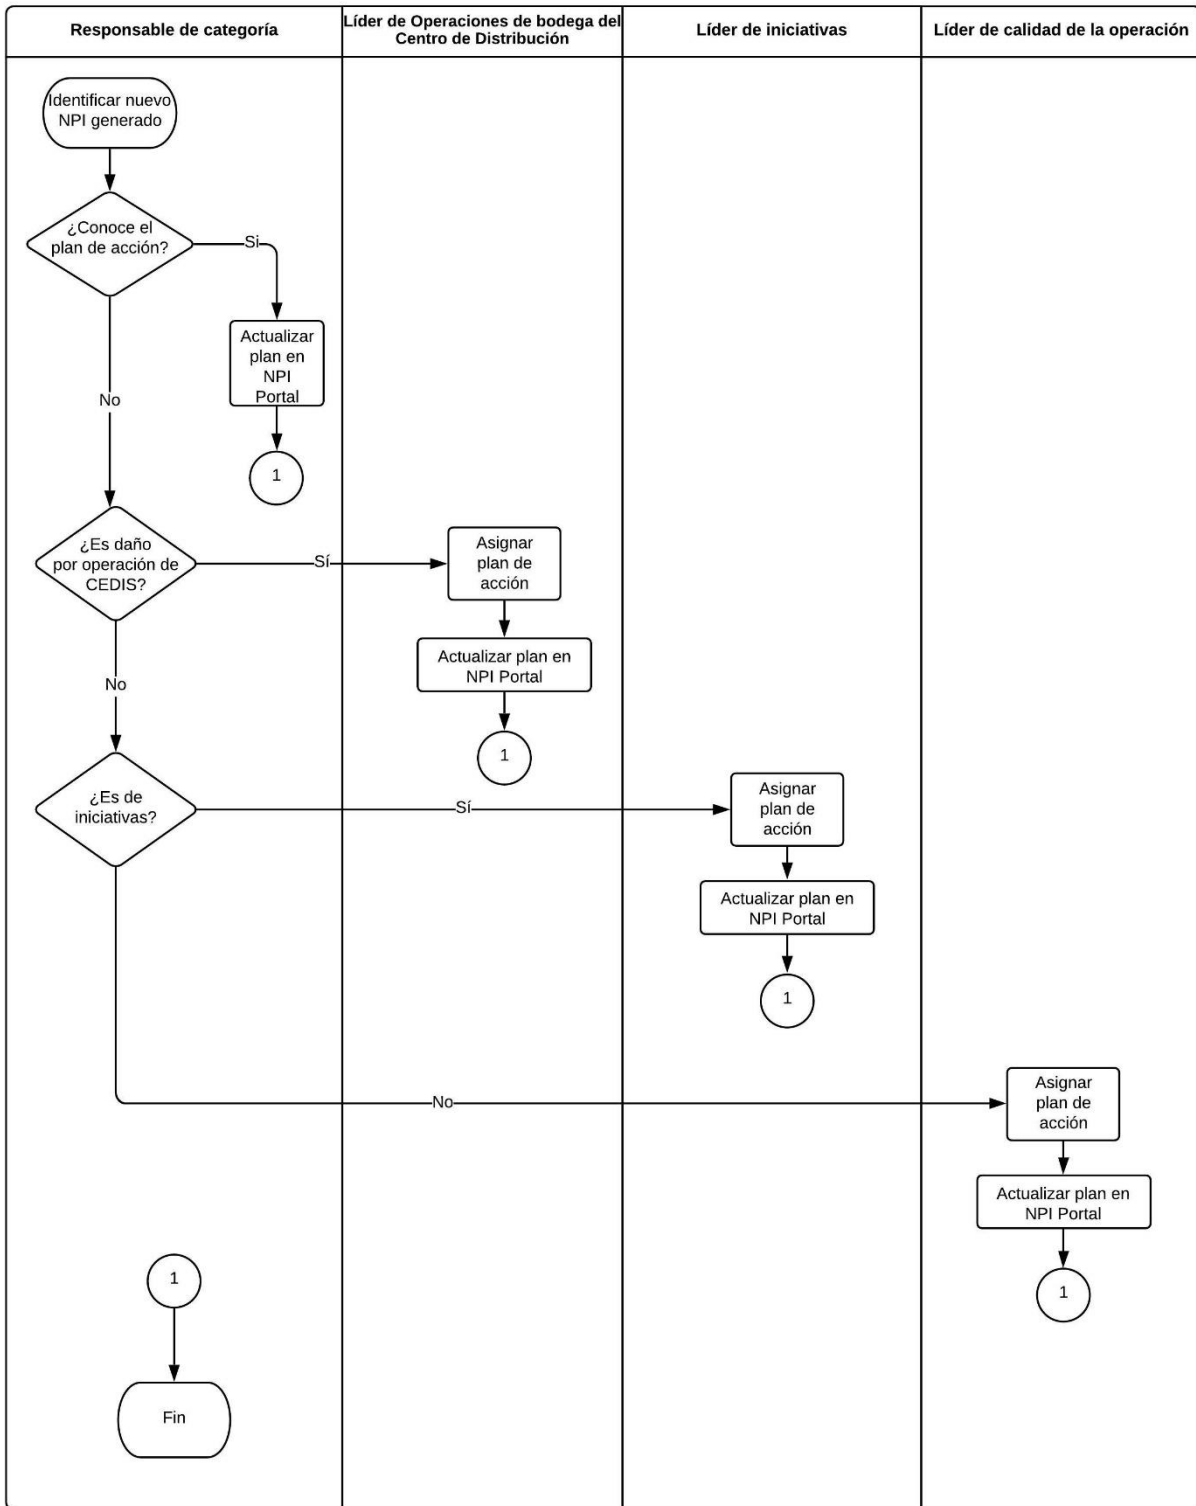 Responsable de categoría
Líder de Operaciones de bodega del
Centro de Distribución
Líder de iniciativas
Líder de calidad de la operación
Identificar nuevo
NPI generado
¿Conoce el
plan de acción?
Si
Actualizar
plan en
NPI
Portal
No
1
¿Es daño
por operación de
CEDIS?
Sí
Asignar
plan de
acción
Actualizar plan en
NPI Portal
No
1
¿Es de
iniciativas?
Sí
Asignar
plan de
acción
Actualizar plan en
NPI Portal
1
No
Asignar
plan de
acción
Actualizar plan en
NPI Portal
1
1
Fin